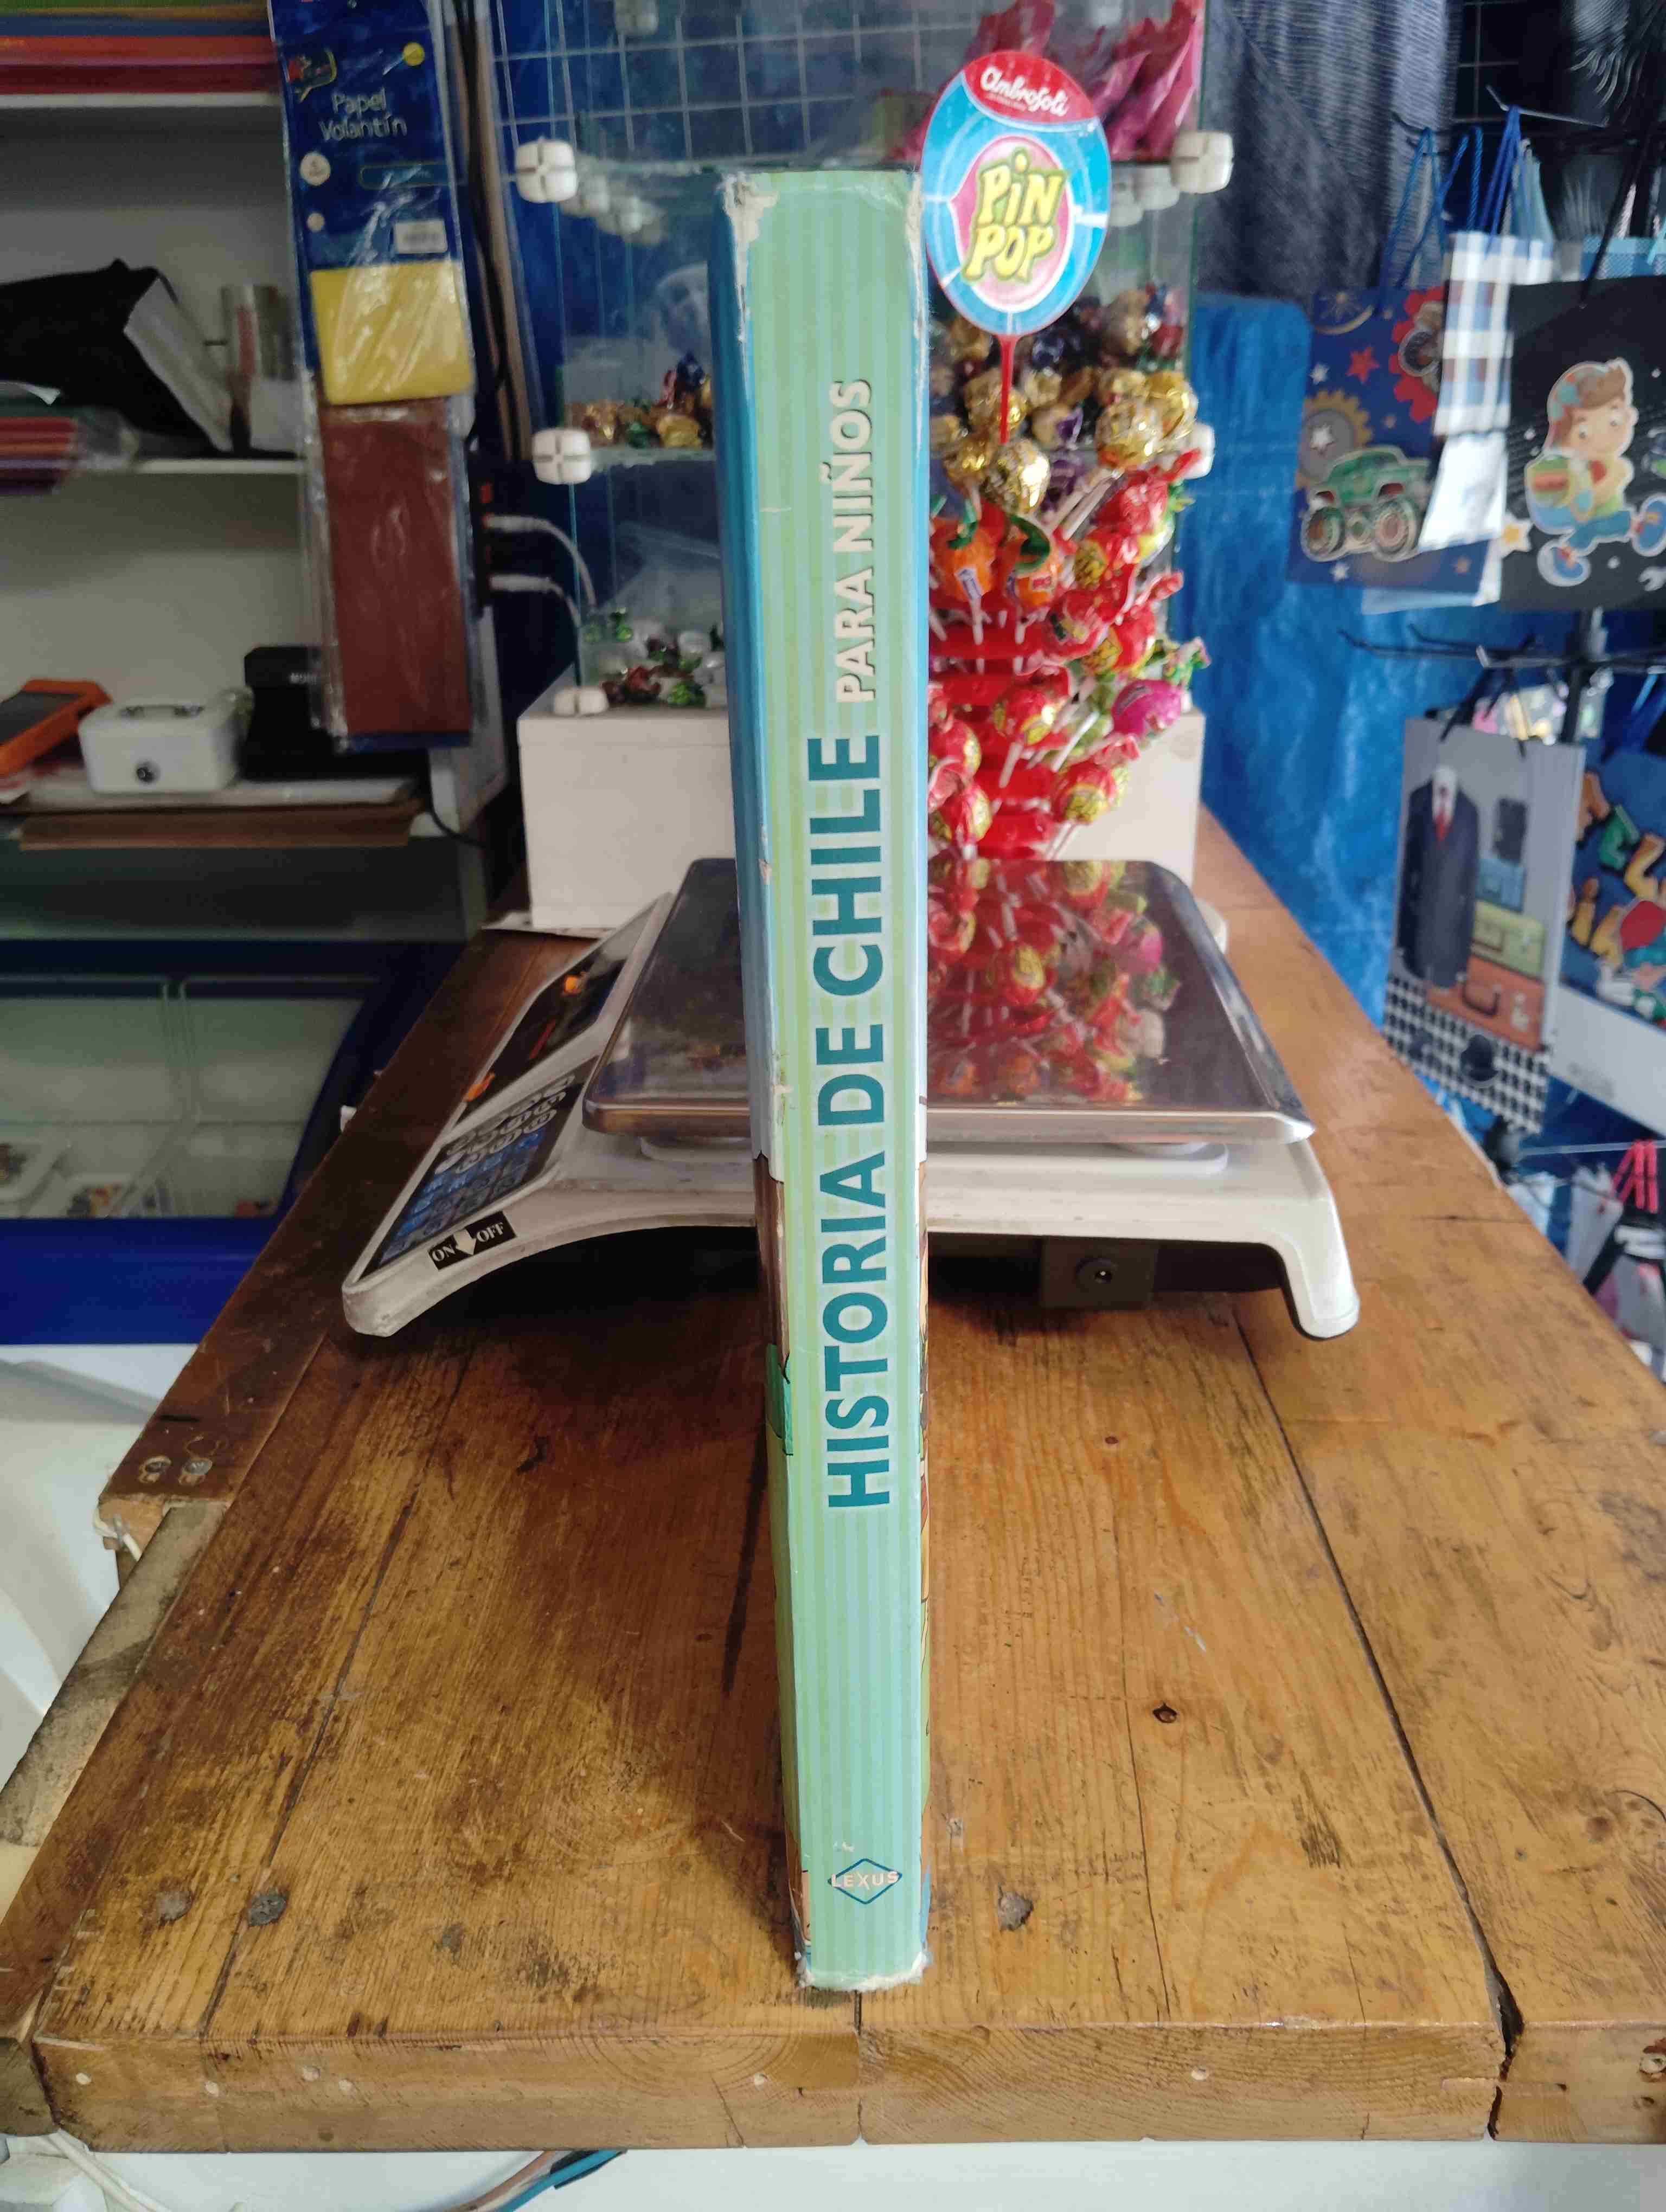 Papel
Volantín
Ambrosoli
PIN
POP
HISTORIA DE CHILE PARA NIÑOS
ON OFF
LEXUS